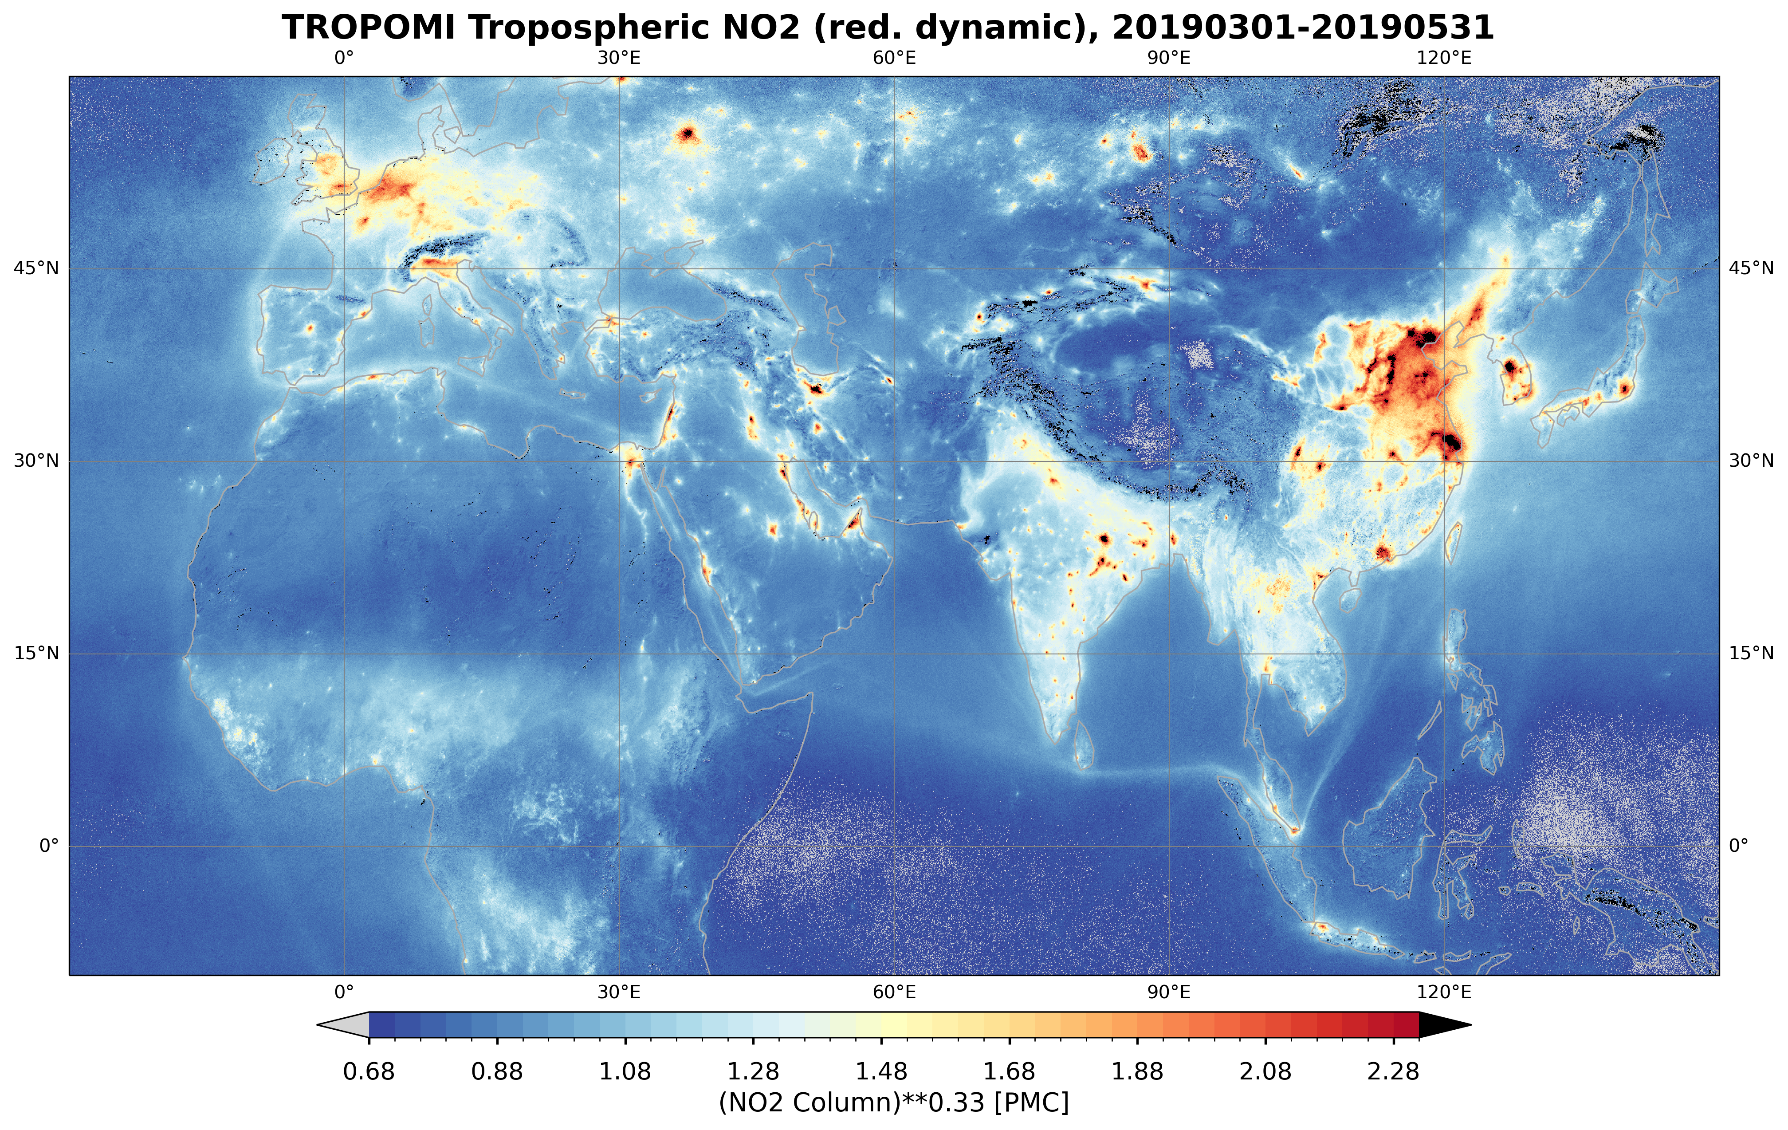 TROPOMI Tropospheric NO2 (red. dynamic), 20190301-20190531
0° 30°E 60°E 90°E 120°E
45°N 45°N
30°N 30°N
15°N 15°N
0° 0°
0° 30°E 60°E 90°E 120°E
0.68 0.88 1.08 1.28 1.48 1.68 1.88 2.08 2.28
(NO2 Column)**0.33 [PMC]